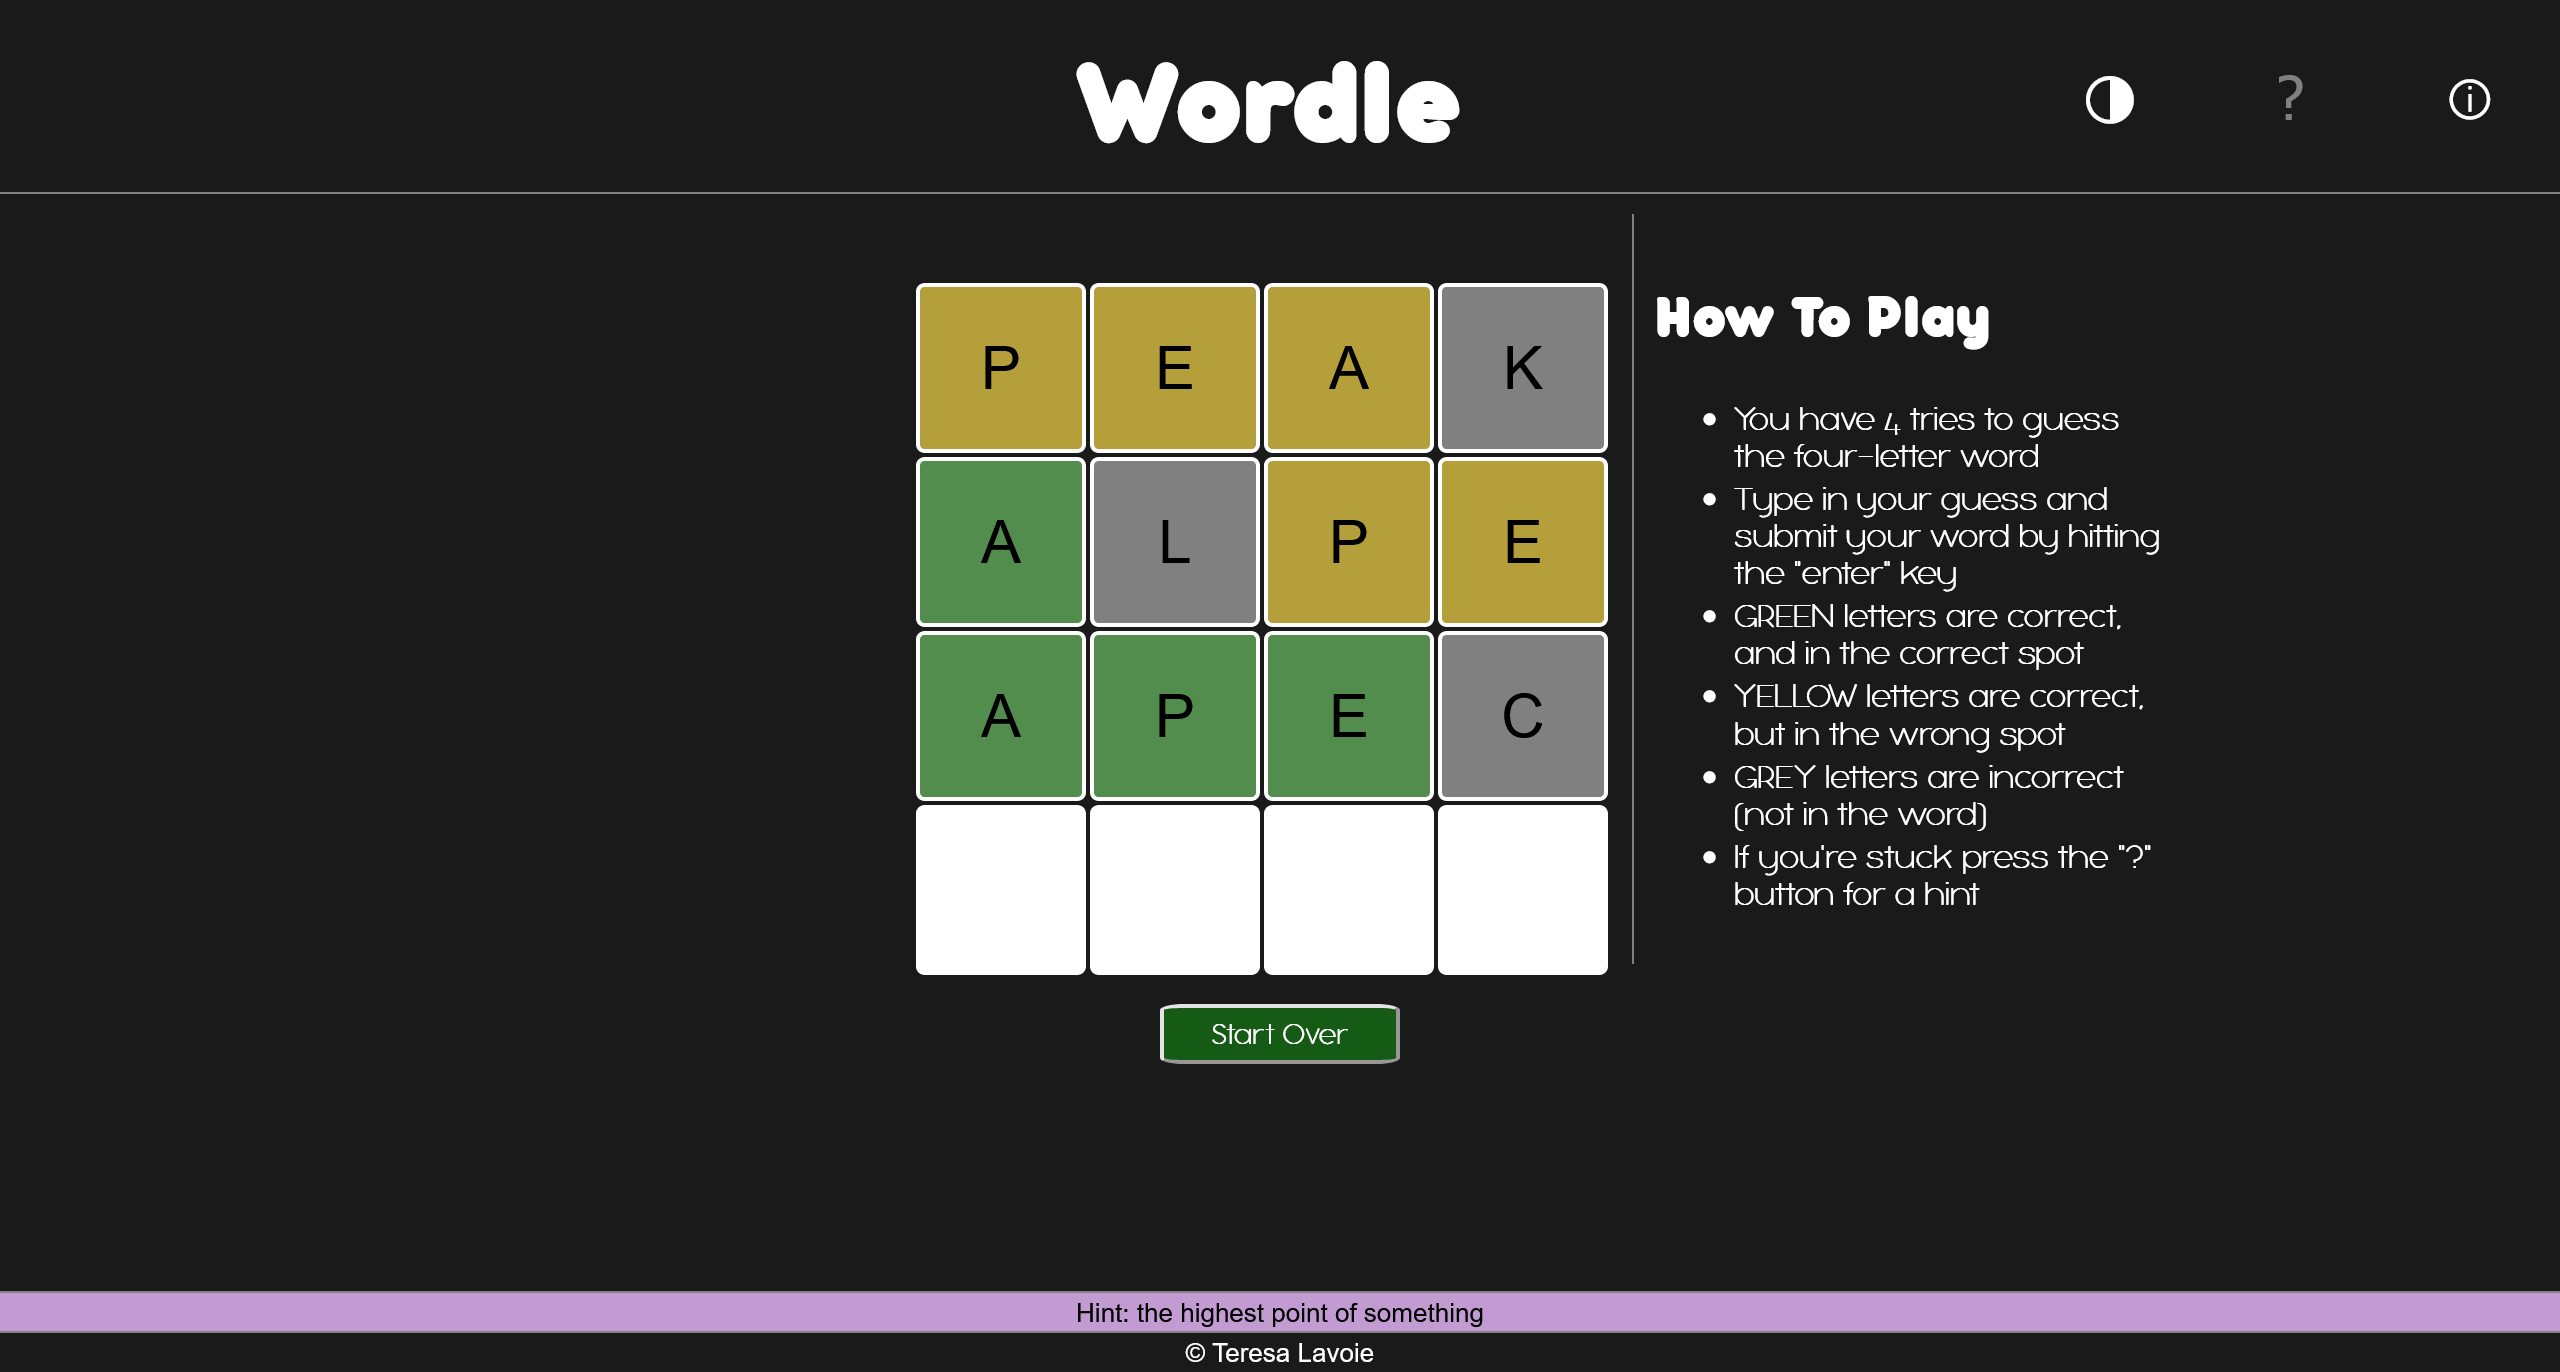 Wordle
?
P E A K
A L P E
A P E C
Start Over
How To Play
You have 4 tries to guess
the four-letter word
Type in your guess and
submit your word by hitting
the "enter" key
GREEN letters are correct,
and in the correct spot
YELLOW letters are correct,
but in the wrong spot
GREY letters are incorrect
(not in the word)
If you're stuck press the "?"
button for a hint
Hint: the highest point of something
© Teresa Lavoie